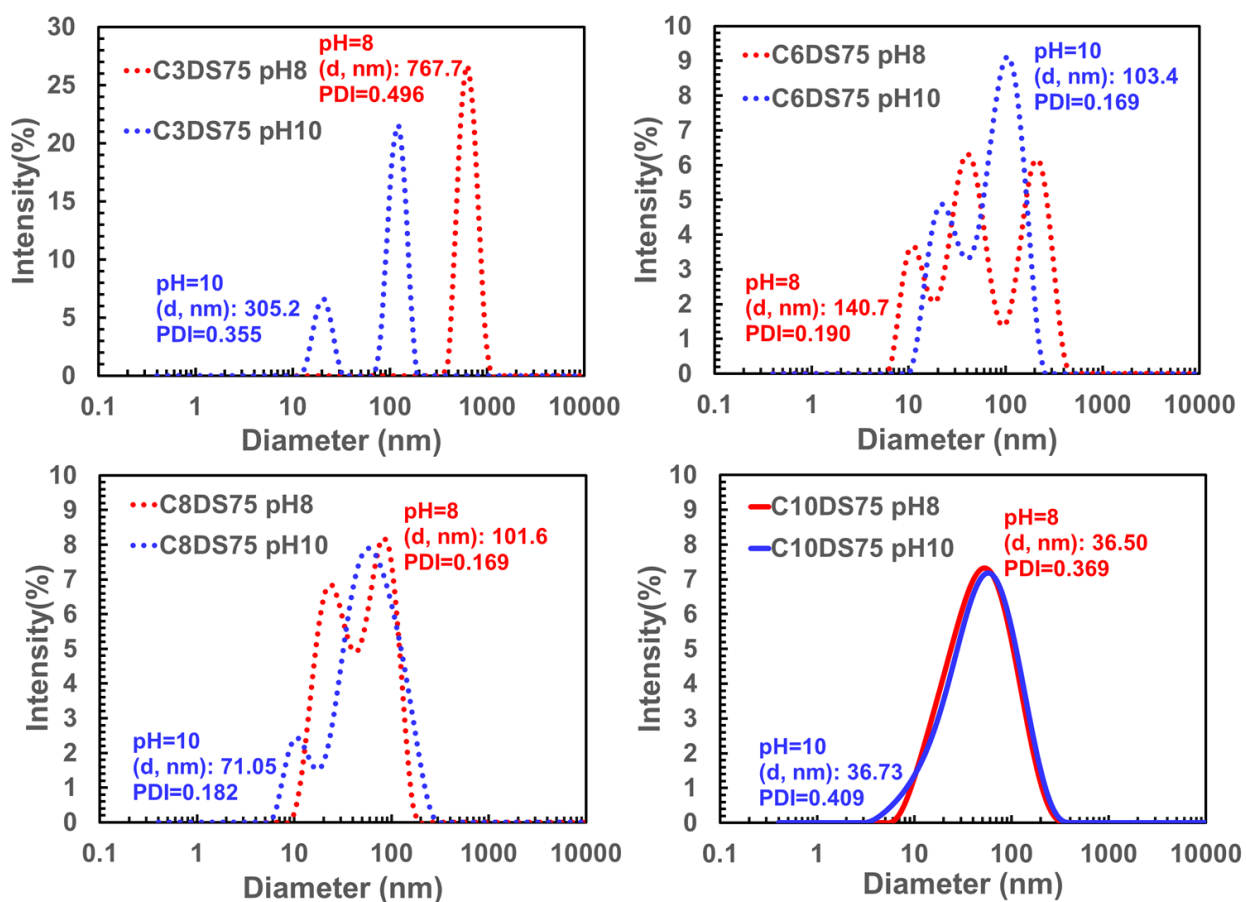 30
25
20
15
10
5
0
Intensity(%)
C3DS75 pH8
C3DS75 pH10
pH=8
(d, nm): 767.7
PDI=0.496
pH=10
(d, nm): 305.2
PDI=0.355
0.1 1 10 100 1000 10000
Diameter (nm)
10
9
8
7
6
5
4
3
2
1
0
Intensity(%)
C6DS75 pH8
C6DS75 pH10
pH=10
(d, nm): 103.4
PDI=0.169
pH=8
(d, nm): 140.7
PDI=0.190
0.1 1 10 100 1000 10000
Diameter (nm)
10
9
8
7
6
5
4
3
2
1
0
Intensity(%)
C8DS75 pH8
C8DS75 pH10
pH=8
(d, nm): 101.6
PDI=0.169
pH=10
(d, nm): 71.05
PDI=0.182
0.1 1 10 100 1000 10000
Diameter (nm)
10
9
8
7
6
5
4
3
2
1
0
Intensity(%)
C10DS75 pH8
C10DS75 pH10
pH=8
(d, nm): 36.50
PDI=0.369
pH=10
(d, nm): 36.73
PDI=0.409
0.1 1 10 100 1000 10000
Diameter (nm)